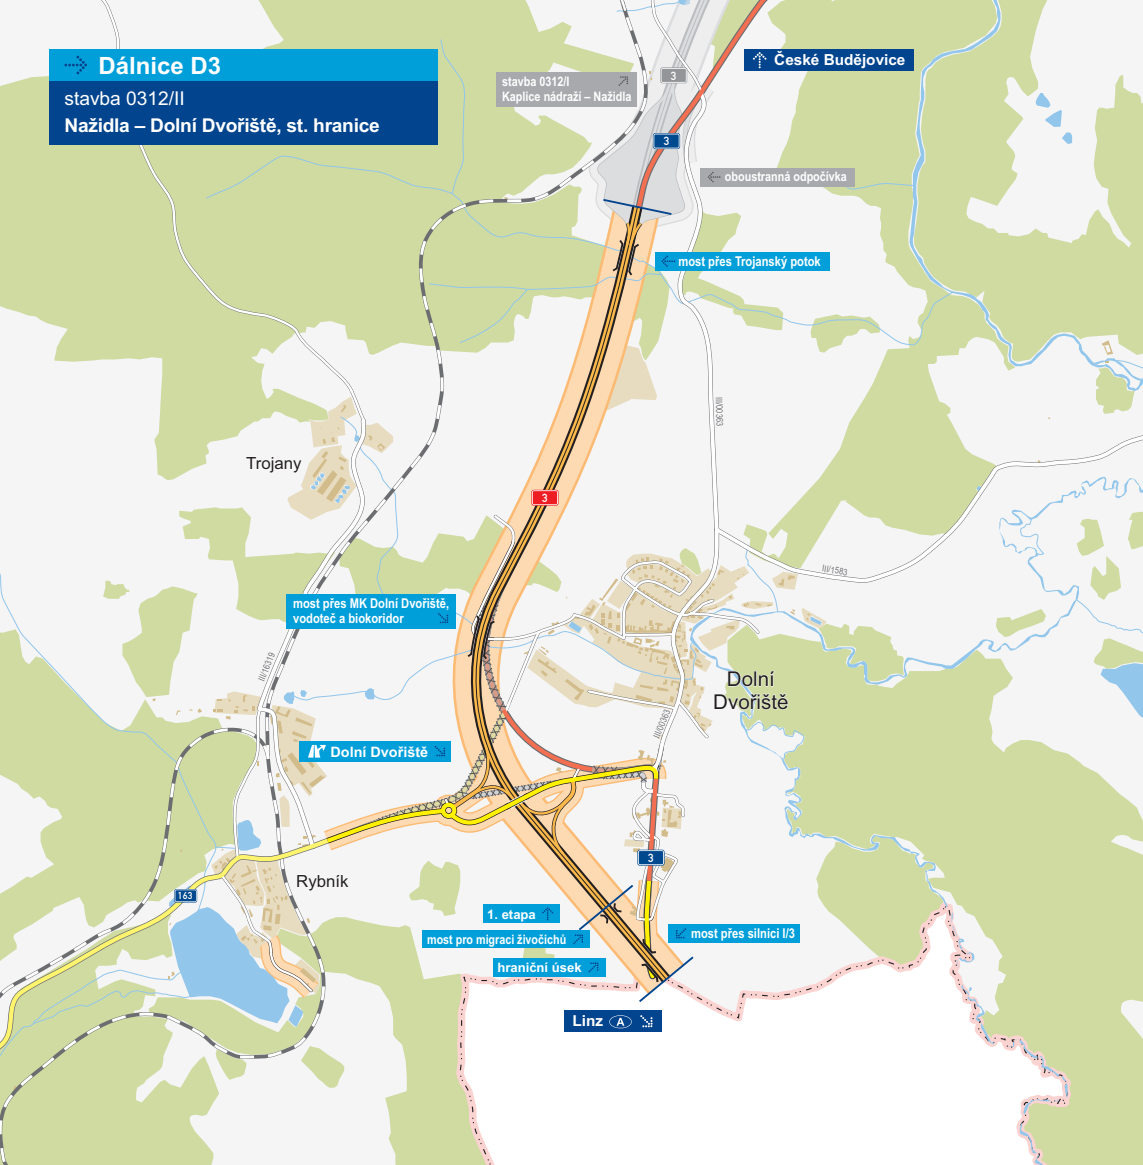 Dálnice D3
stavba 0312/II
Nažidla – Dolní Dvořiště, st. hranice
České Budějovice
stavba 0312/I
Kaplice nádraží – Nažidla
3
3
oboustranná odpočívka
most přes Trojanský potok
III/00363
Trojany
3
III/1583
most přes MK Dolní Dvořiště,
vodoteč a biokoridor
III/16319
Dolní
Dvořiště
III/00363
Dolní Dvořiště
3
Rybník
163
1. etapa
most pro migraci živočichů
most přes silnici I/3
hraniční úsek
Linz A